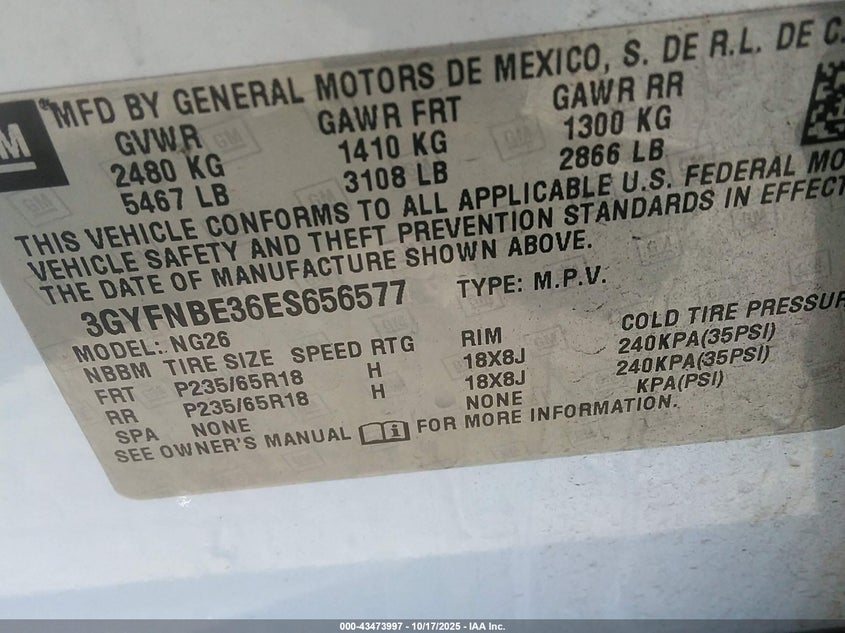 MFD BY GENERAL MOTORS DE MEXICO, S. DE R.L. DE C.
GVWR GAWR FRT GAWR RR
2480 KG 1410 KG 1300 KG
5467 LB 3108 LB 2866 LB
THIS VEHICLE CONFORMS TO ALL APPLICABLE U.S. FEDERAL MO
VEHICLE SAFETY AND THEFT PREVENTION STANDARDS IN EFFECT
THE DATE OF MANUFACTURE SHOWN ABOVE.
3GYFNBE36ES656577 TYPE: M.P.V.
MODEL: NG26
NBBM TIRE SIZE SPEED RTG RIM COLD TIRE PRESSUR
FRT P235/65R18 H 18X8J 240KPA(35PSI)
RR P235/65R18 H 18X8J 240KPA(35PSI)
SPA NONE NONE KPA(PSI)
SEE OWNER'S MANUAL FOR MORE INFORMATION.
000-43473997 - 10/17/2025 - IAA Inc.